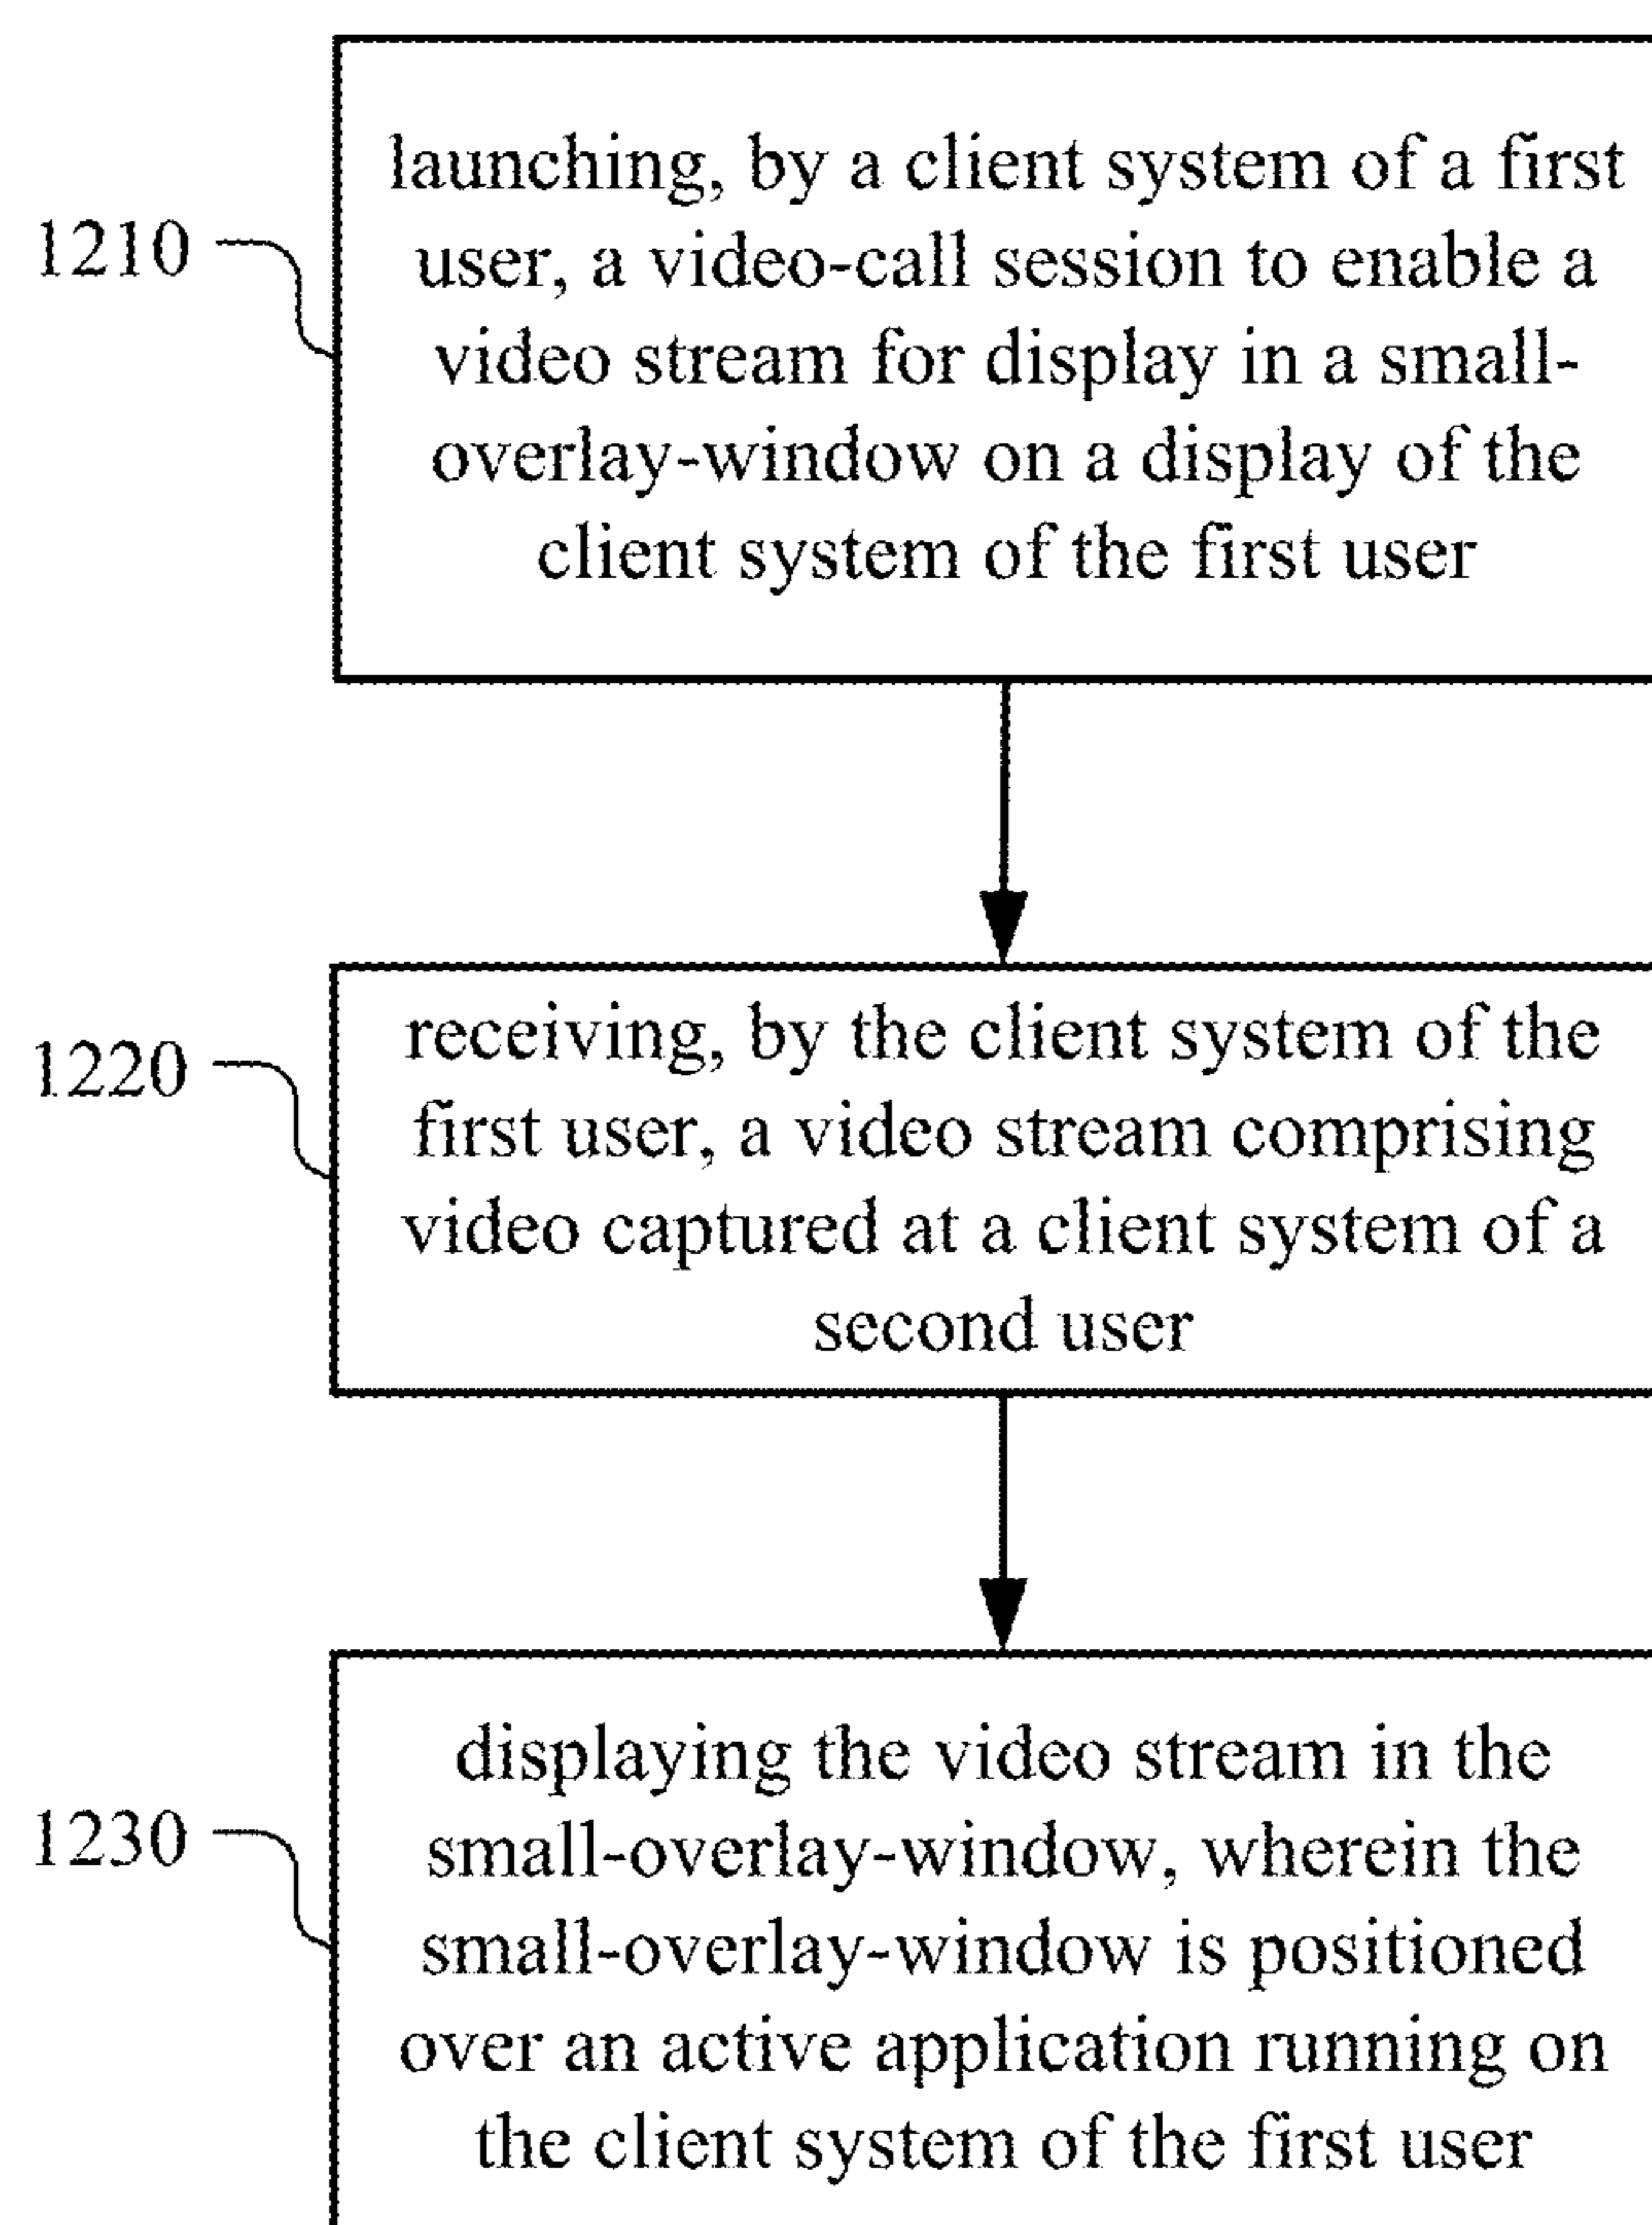 1210
launching, by a client system of a first
user, a video-call session to enable a
video stream for display in a small-
overlay-window on a display of the
client system of the first user
1220
receiving, by the client system of the
first user, a video stream comprising
video captured at a client system of a
second user
1230
displaying the video stream in the
small-overlay-window, wherein the
small-overlay-window is positioned
over an active application running on
the client system of the first user